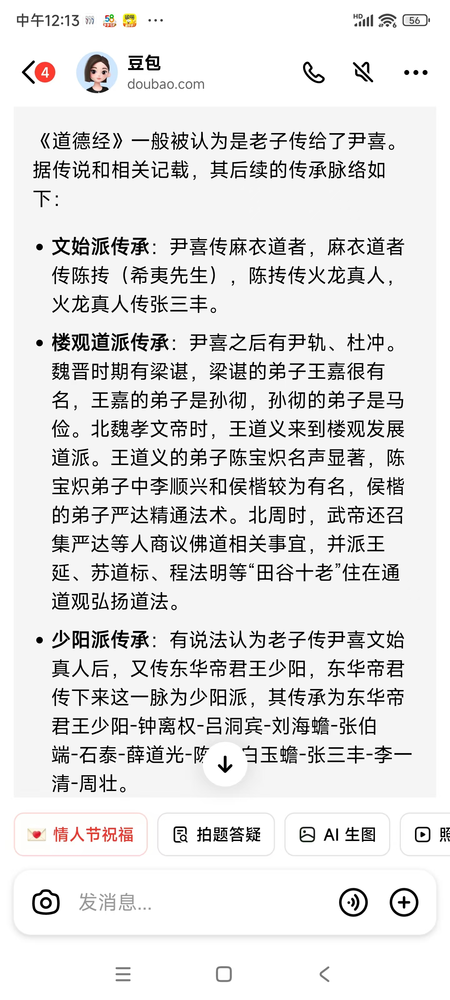 中午12:13
HD
6
56
4
豆包
doubao.com
《道德经》一般被认为是老子传给了尹喜。
据传说和相关记载，其后续的传承脉络如
下：
• 文始派传承：尹喜传麻衣道者，麻衣道者
传陈抟（希夷先生），陈抟传火龙真人，
火龙真人传张三丰。
• 楼观道派传承：尹喜之后有尹轨、杜冲。
魏晋时期有梁谌，梁谌的弟子王嘉很有
名，王嘉的弟子是孙彻，孙彻的弟子是马
俭。北魏孝文帝时，王道义来到楼观发展
道派。王道义的弟子陈宝炽名声显著，陈
宝炽弟子中李顺兴和侯楷较为有名，侯楷
的弟子严达精通法术。北周时，武帝还召
集严达等人商议佛道相关事宜，并派王
延、苏道标、程法明等“田谷十老”住在通
道观弘扬道法。
• 少阳派传承：有说法认为老子传尹喜文始
真人后，又传东华帝君王少阳，东华帝君
传下来这一脉为少阳派，其传承为东华帝
君王少阳-钟离权-吕洞宾-刘海蟾-张伯
端-石泰-薛道光-陈 白玉蟾-张三丰-李一
清-周壮。
情人节祝福
拍题答疑
AI 生图
照
发消息...